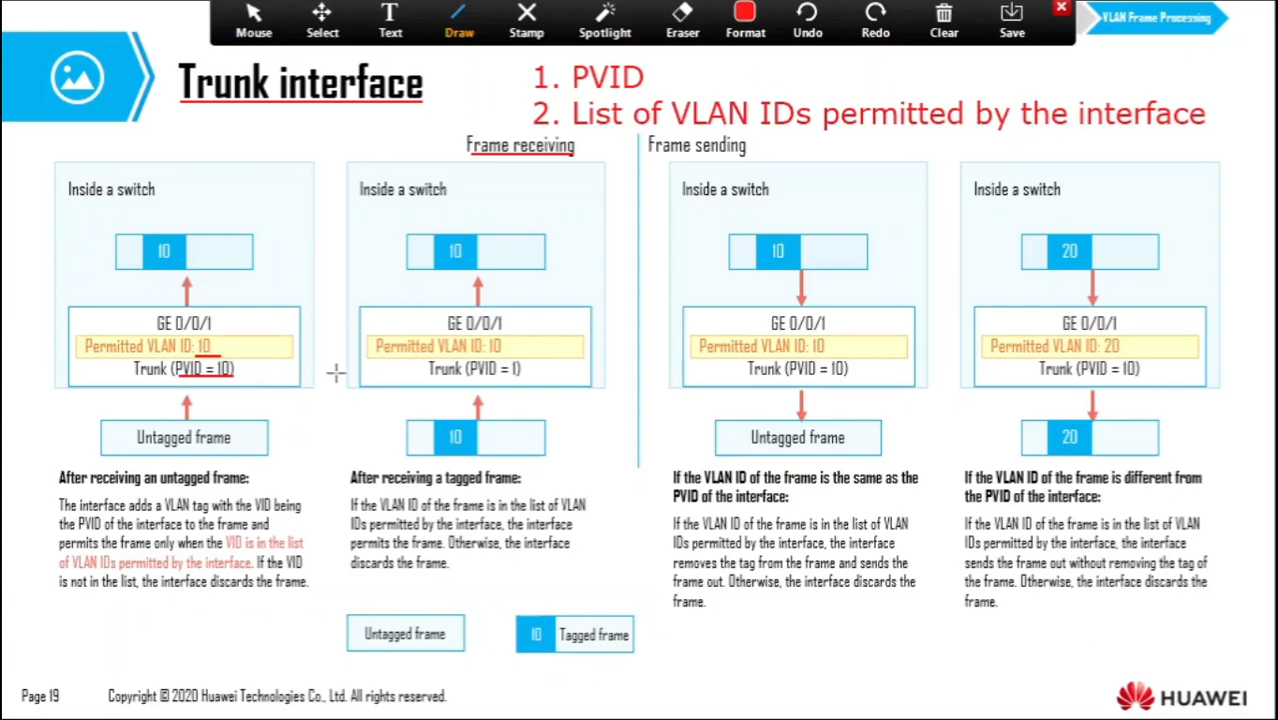 Mouse
Select
Text
Draw
Stamp
Spotlight
Eraser
Format
Undo
Redo
Clear
Save
VLAN Frame Processing
Trunk interface
1. PVID
2. List of VLAN IDs permitted by the interface
Frame receiving
Frame sending
Inside a switch
10
GE 0/0/1
Permitted VLAN ID: 10
Trunk (PVID = 10)
Untagged frame
After receiving an untagged frame:
The interface adds a VLAN tag with the VID being
the PVID of the interface to the frame and
permits the frame only when the VID is in the list
of VLAN IDs permitted by the interface. If the VID
is not in the list, the interface discards the frame.
Inside a switch
10
GE 0/0/1
Permitted VLAN ID: 10
Trunk (PVID = 1)
10
After receiving a tagged frame:
If the VLAN ID of the frame is in the list of VLAN
IDs permitted by the interface, the interface
permits the frame. Otherwise, the interface
discards the frame.
Inside a switch
10
GE 0/0/1
Permitted VLAN ID: 10
Trunk (PVID = 10)
Untagged frame
If the VLAN ID of the frame is the same as the
PVID of the interface:
If the VLAN ID of the frame is in the list of VLAN
IDs permitted by the interface, the interface
removes the tag from the frame and sends the
frame out. Otherwise, the interface discards the
frame.
Inside a switch
20
GE 0/0/1
Permitted VLAN ID: 20
Trunk (PVID = 10)
20
If the VLAN ID of the frame is different from
the PVID of the interface:
If the VLAN ID of the frame is in the list of VLAN
IDs permitted by the interface, the interface
sends the frame out without removing the tag of
the frame. Otherwise, the interface discards the
frame.
Untagged frame
10 Tagged frame
Page 19
Copyright © 2020 Huawei Technologies Co., Ltd. All rights reserved.
HUAWEI